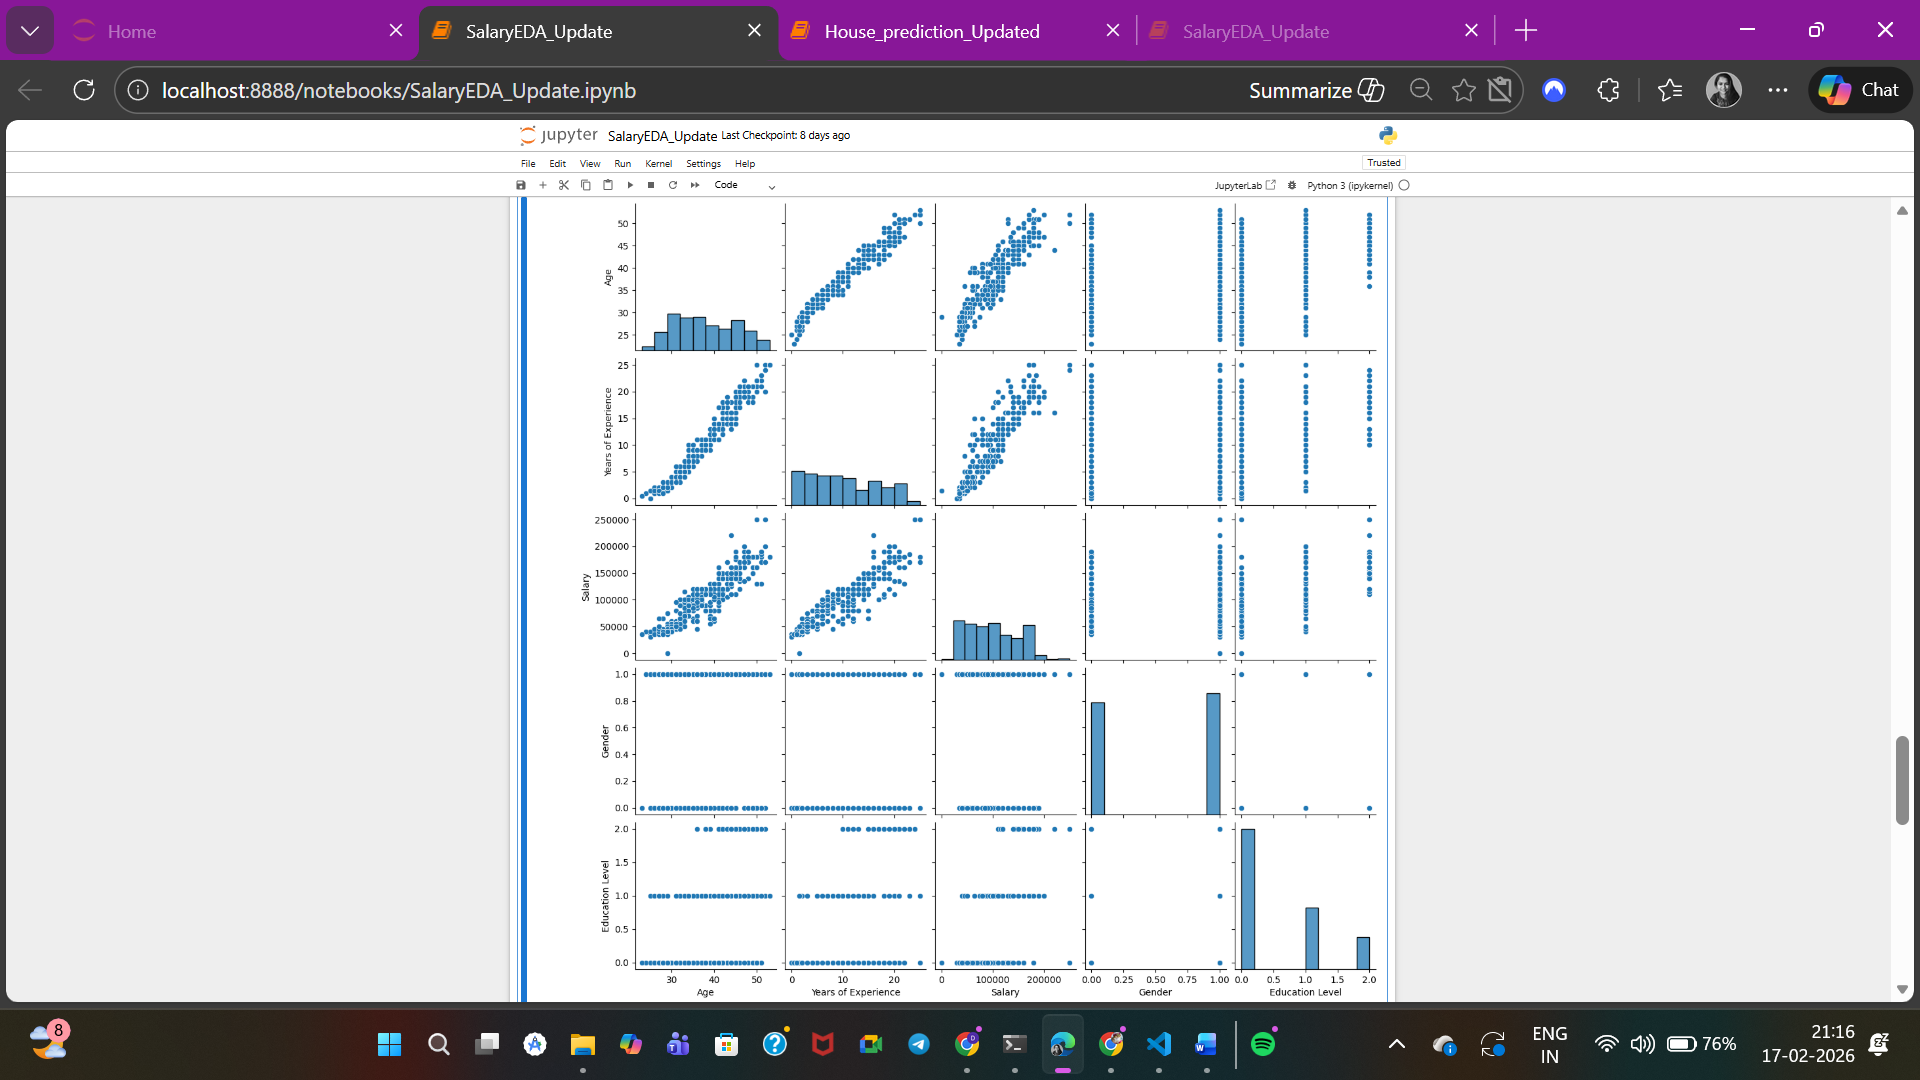 Home
SalaryEDA_Update
House_prediction_Updated
SalaryEDA_Update
localhost:8888/notebooks/SalaryEDA_Update.ipynb
Summarize
Chat
jupyter SalaryEDA_Update Last Checkpoint: 8 days ago
File Edit View Run Kernel Settings Help
Trusted
Code
JupyterLab
Python 3 (ipykernel)
50
45
40
35
30
25
Age
25
20
15
10
5
0
Years of Experience
250000
200000
150000
100000
50000
0
Salary
1.0
0.8
0.6
0.4
0.2
0.0
Gender
2.0
1.5
1.0
0.5
0.0
Education Level
30 40 50 0 10 20 0 100000 200000 0.00 0.25 0.50 0.75 1.00 0.0 0.5 1.0 1.5 2.0
Age Years of Experience Salary Gender Education Level
8
ENG
IN
76%
21:16
17-02-2026